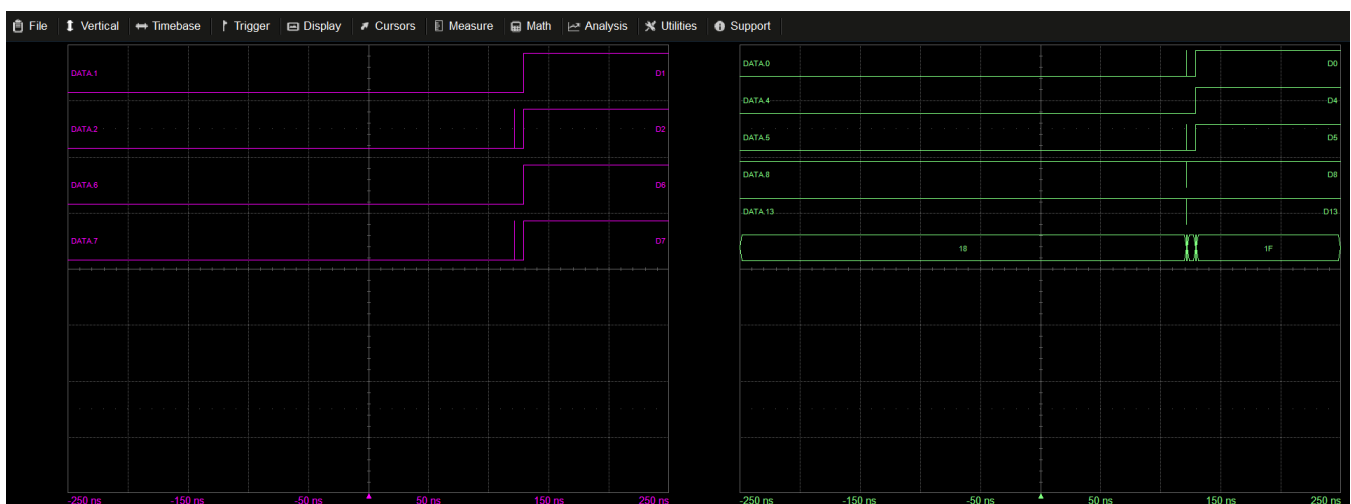 File Vertical Timebase Trigger Display Cursors Measure Math Analysis Utilities Support
DATA.1 D1
DATA.2 D2
DATA.6 D6
DATA.7 D7
-250 ns -150 ns -50 ns 50 ns 150 ns 250 ns
DATA.0 D0
DATA.4 D4
DATA.5 D5
DATA.8 D8
DATA.13 D13
18 1F
-250 ns -150 ns -50 ns 50 ns 150 ns 250 ns